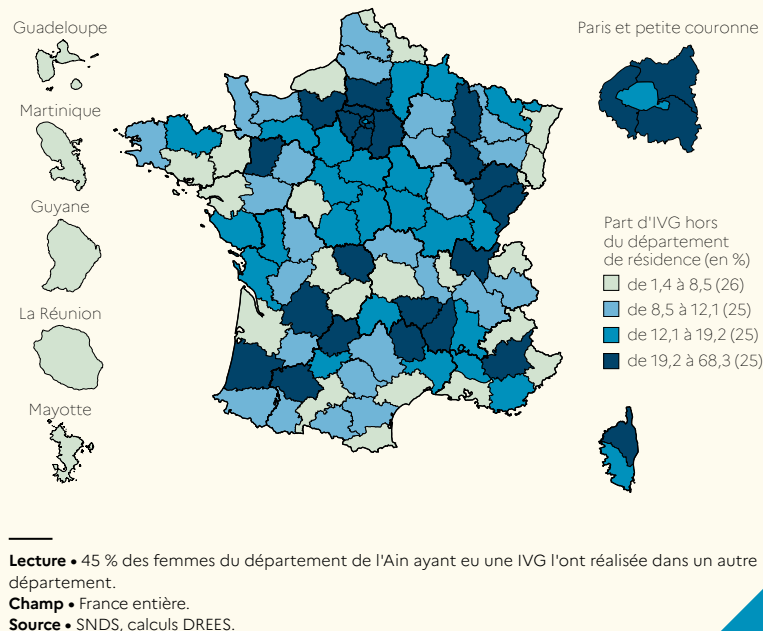 Guadeloupe
Martinique
Guyane
La Réunion
Mayotte
Paris et petite couronne
Part d'IVG hors
du département
de résidence (en %)
de 1,4 à 8,5 (26)
de 8,5 à 12,1 (25)
de 12,1 à 19,2 (25)
de 19,2 à 68,3 (25)
Lecture • 45 % des femmes du département de l'Ain ayant eu une IVG l'ont réalisée dans un autre
département.
Champ • France entière.
Source • SNDS, calculs DREES.